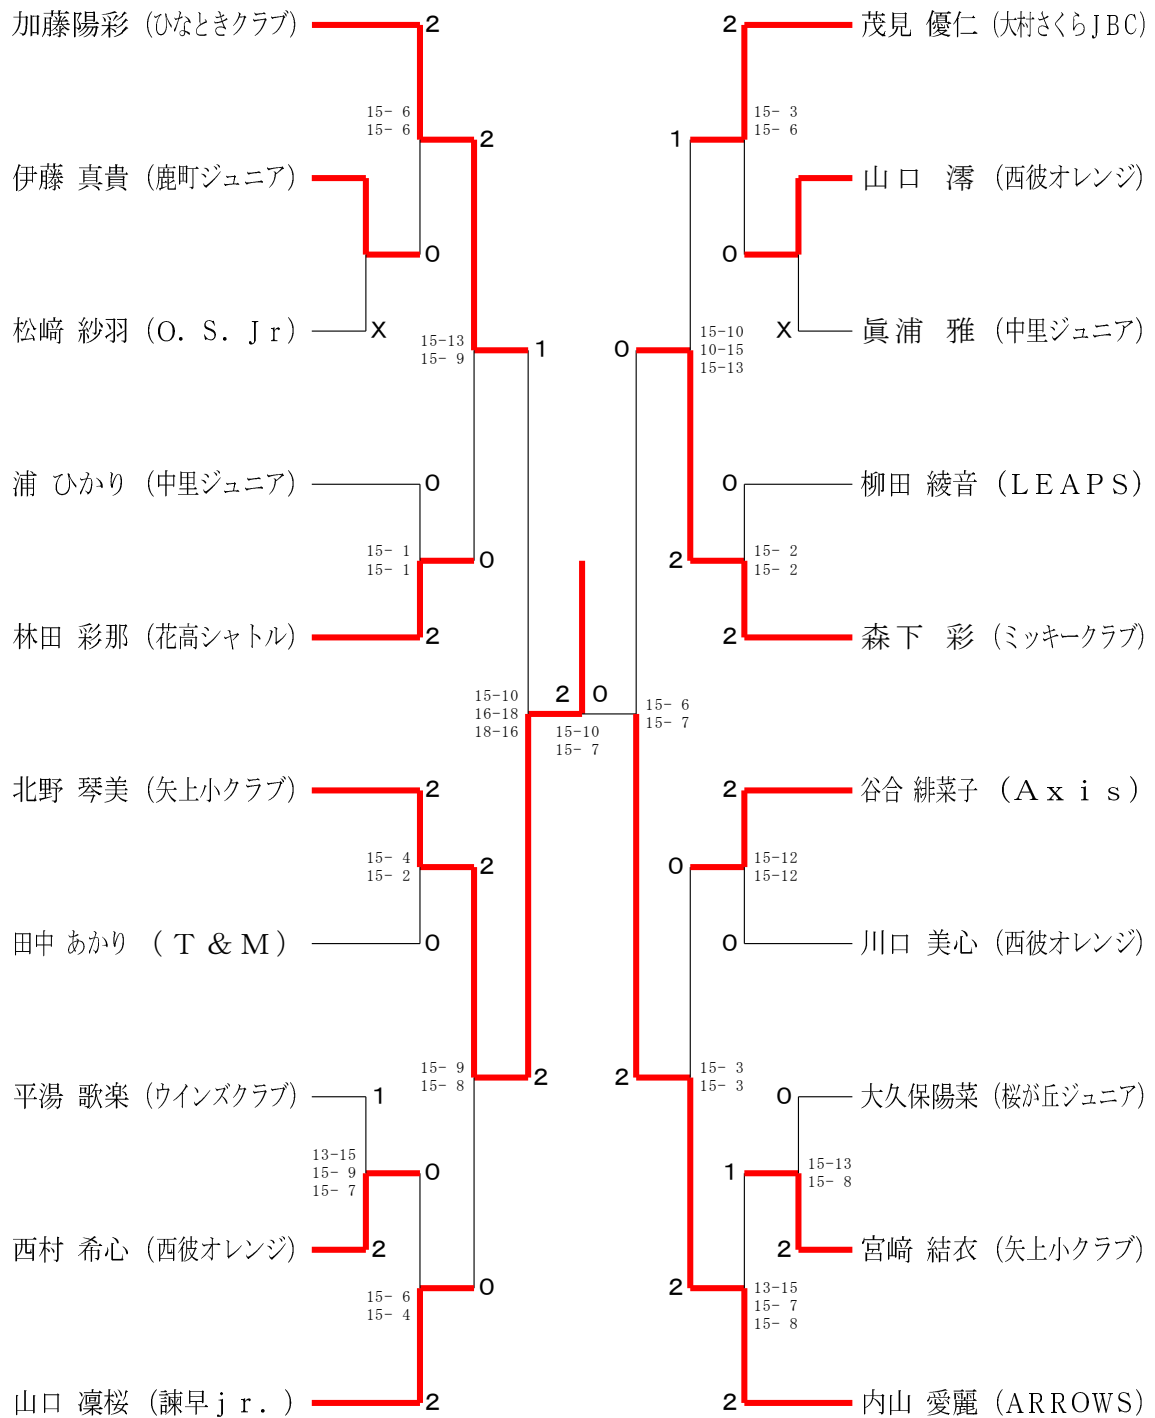 加藤陽彩 (ひなときクラブ) 2
15- 6
15- 6
2
伊藤 真貴 (鹿町ジュニア)
0
松﨑 紗羽 (O. S. Jr) X
15-13
15- 9
1
浦 ひかり (中里ジュニア) 0
15- 1
15- 1
0
林田 彩那 (花高シャトル) 2
15-10
16-18
18-16
2 0
15-10
15- 7
北野 琴美 (矢上小クラブ) 2
15- 4
15- 2
2
田中 あかり (T&M) 0
15- 9
15- 8
2
平湯 歌楽 (ウインズクラブ) 1
13-15
15- 9
15- 7
0
西村 希心 (西彼オレンジ) 2
15- 6
15- 4
0
山口 凜桜 (諫早jr.) 2
2 茂見 優仁 (大村さくらJBC)
1
15- 3
15- 6
山口 澪 (西彼オレンジ)
0
X 眞浦 雅 (中里ジュニア)
0
15-10
10-15
15-13
0 柳田 綾音 (LEAPS)
2
15- 2
15- 2
2 森下 彩 (ミッキークラブ)
15- 6
15- 7
2 谷合 緋菜子 (Axis)
0
15-12
15-12
0 川口 美心 (西彼オレンジ)
2
15- 3
15- 3
0 大久保陽菜 (桜が丘ジュニア)
1
15-13
15- 8
2 宮﨑 結衣 (矢上小クラブ)
2
13-15
15- 7
15- 8
2 内山 愛麗 (ARROWS)